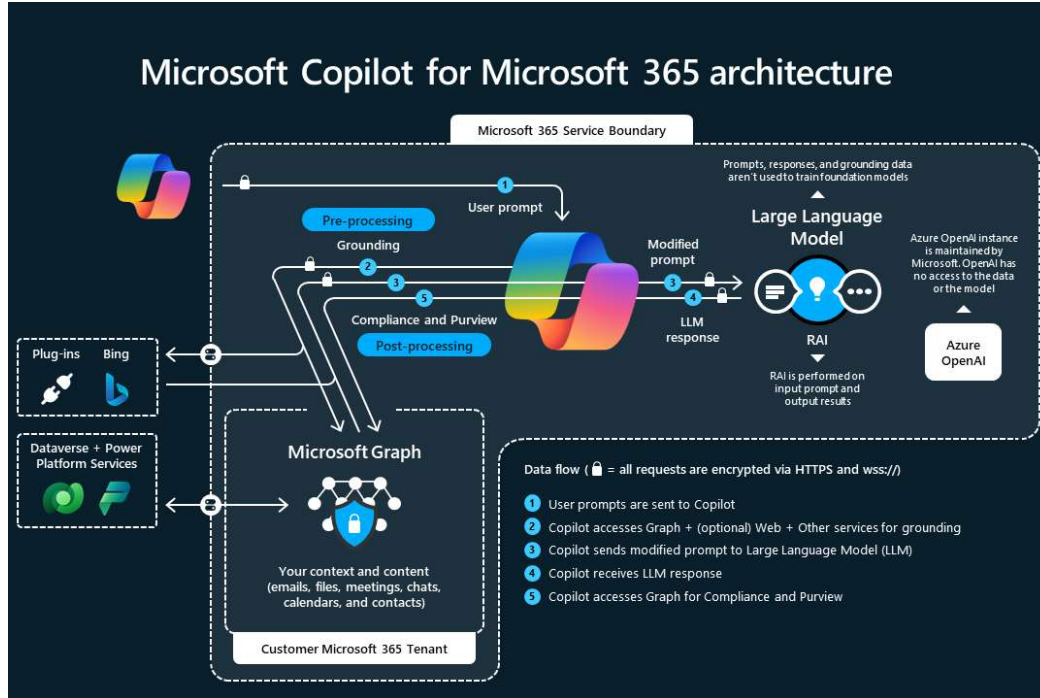 Microsoft Copilot for Microsoft 365 architecture
Microsoft 365 Service Boundary
1
User prompt
Pre-processing
Grounding
2
3
5
Compliance and Purview
Post-processing
Modified
prompt
3
4
LLM
response
Prompts, responses, and grounding data
aren't used to train foundation models
Large Language
Model
RAI
RAI is performed on
input prompt and
output results
Azure OpenAI instance
is maintained by
Microsoft. OpenAI has
no access to the data
or the model
Azure
OpenAI
Plug-ins
Bing
Dataverse + Power
Platform Services
Microsoft Graph
Your context and content
(emails, files, meetings, chats,
calendars, and contacts)
Customer Microsoft 365 Tenant
Data flow ( = all requests are encrypted via HTTPS and wss://)
1 User prompts are sent to Copilot
2 Copilot accesses Graph + (optional) Web + Other services for grounding
3 Copilot sends modified prompt to Large Language Model (LLM)
4 Copilot receives LLM response
5 Copilot accesses Graph for Compliance and Purview